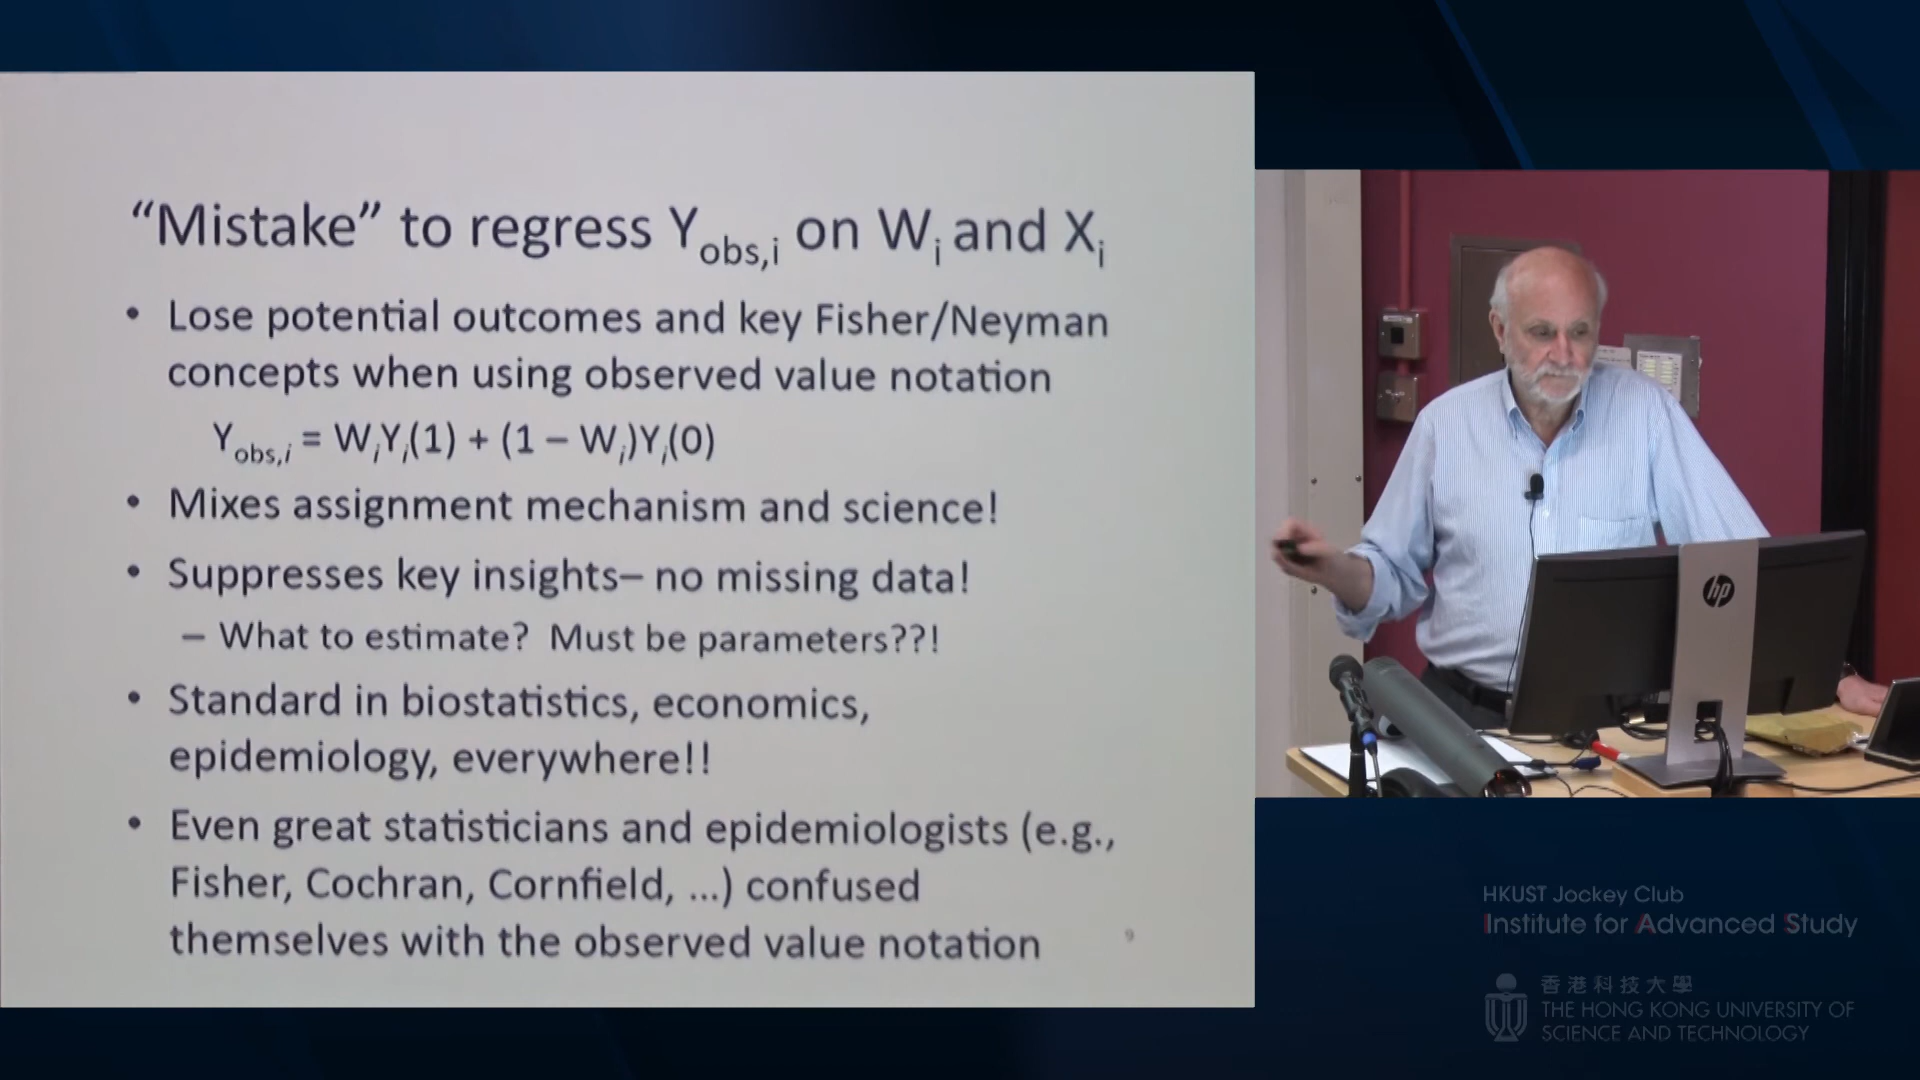 “Mistake” to regress Yobs,i on Wi and Xi
• Lose potential outcomes and key Fisher/Neyman
concepts when using observed value notation
Yobs,i = WiYi(1) + (1 – Wi)Yi(0)
• Mixes assignment mechanism and science!
• Suppresses key insights– no missing data!
– What to estimate? Must be parameters??!
• Standard in biostatistics, economics,
epidemiology, everywhere!!
• Even great statisticians and epidemiologists (e.g.,
Fisher, Cochran, Cornfield, ...) confused
themselves with the observed value notation
9
hp
HKUST Jockey Club
Institute for Advanced Study
香港科技大學
THE HONG KONG UNIVERSITY OF
SCIENCE AND TECHNOLOGY